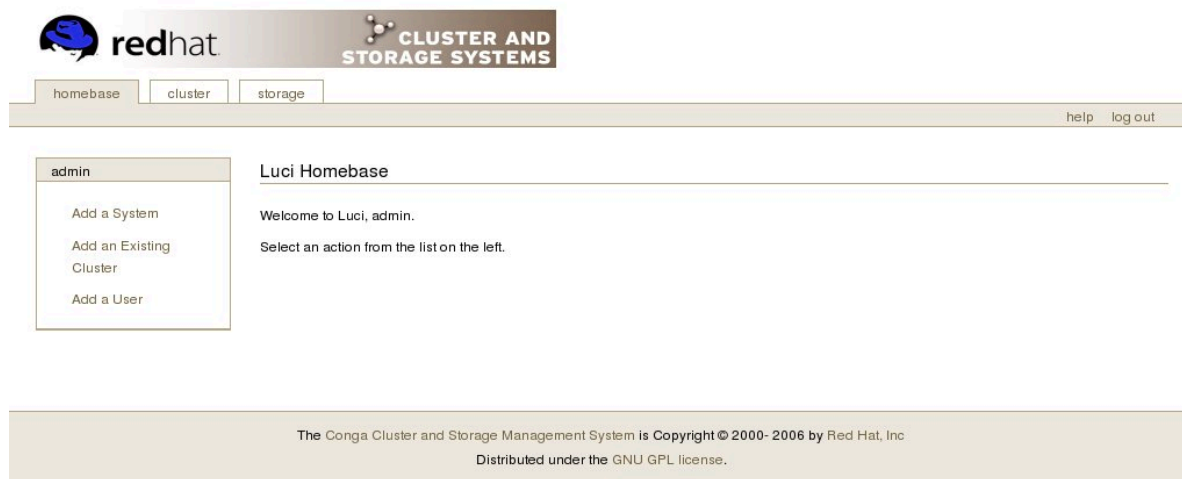 redhat.
CLUSTER AND
STORAGE SYSTEMS
homebase
cluster
storage
help
log out
admin
Add a System
Add an Existing
Cluster
Add a User
Luci Homebase
Welcome to Luci, admin.
Select an action from the list on the left.
The Conga Cluster and Storage Management System is Copyright © 2000- 2006 by Red Hat, Inc
Distributed under the GNU GPL license.